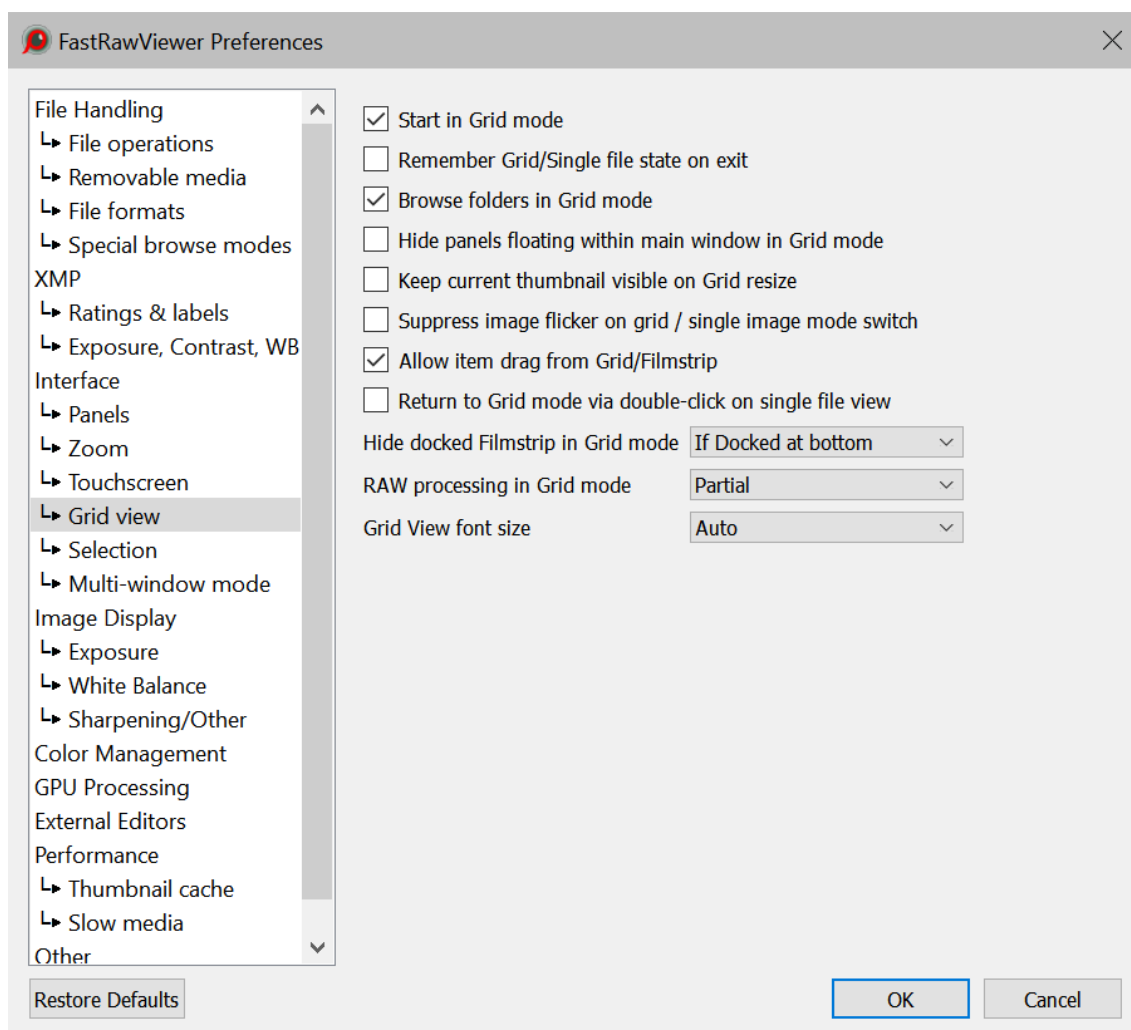 FastRawViewer Preferences
File Handling
File operations
Removable media
File formats
Special browse modes
XMP
Ratings & labels
Exposure, Contrast, WB
Interface
Panels
Zoom
Touchscreen
Grid view
Selection
Multi-window mode
Image Display
Exposure
White Balance
Sharpening/Other
Color Management
GPU Processing
External Editors
Performance
Thumbnail cache
Slow media
Other
Start in Grid mode
Remember Grid/Single file state on exit
Browse folders in Grid mode
Hide panels floating within main window in Grid mode
Keep current thumbnail visible on Grid resize
Suppress image flicker on grid / single image mode switch
Allow item drag from Grid/Filmstrip
Return to Grid mode via double-click on single file view
Hide docked Filmstrip in Grid mode If Docked at bottom
RAW processing in Grid mode Partial
Grid View font size Auto
Restore Defaults OK Cancel